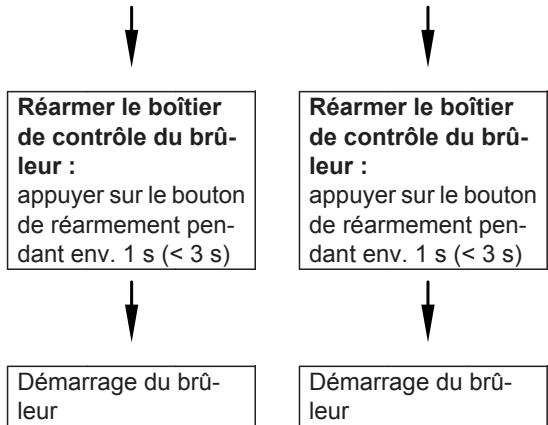 Réarmer le boîtier
de contrôle du brû-
leur :
appuyer sur le bouton
de réarmement pen-
dant env. 1 s (< 3 s)
Démarrage du brû-
leur
Réarmer le boîtier
de contrôle du brû-
leur :
appuyer sur le bouton
de réarmement pen-
dant env. 1 s (< 3 s)
Démarrage du brû-
leur